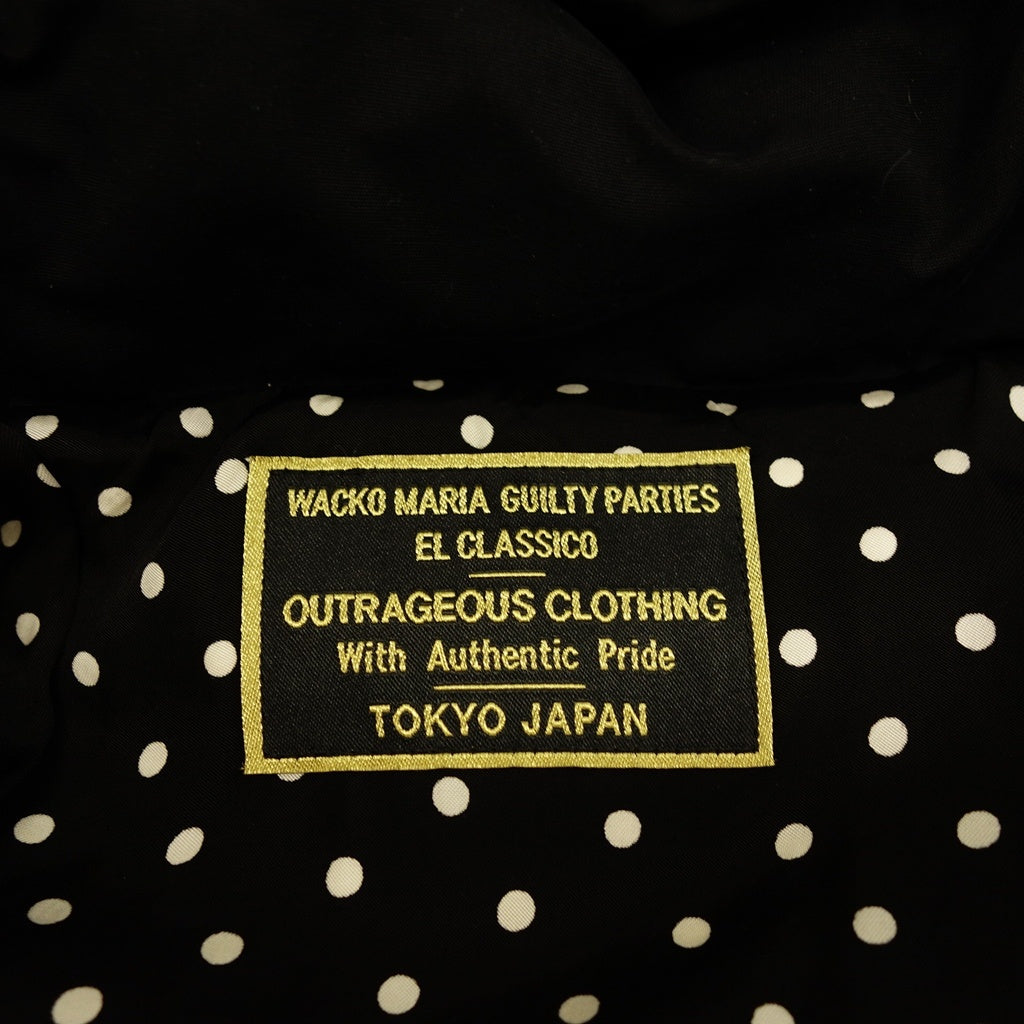 WACKO MARIA GUILTY PARTIES
EL CLASSICO
OUTRAGEOUS CLOTHING
With Authentic Pride
TOKYO JAPAN